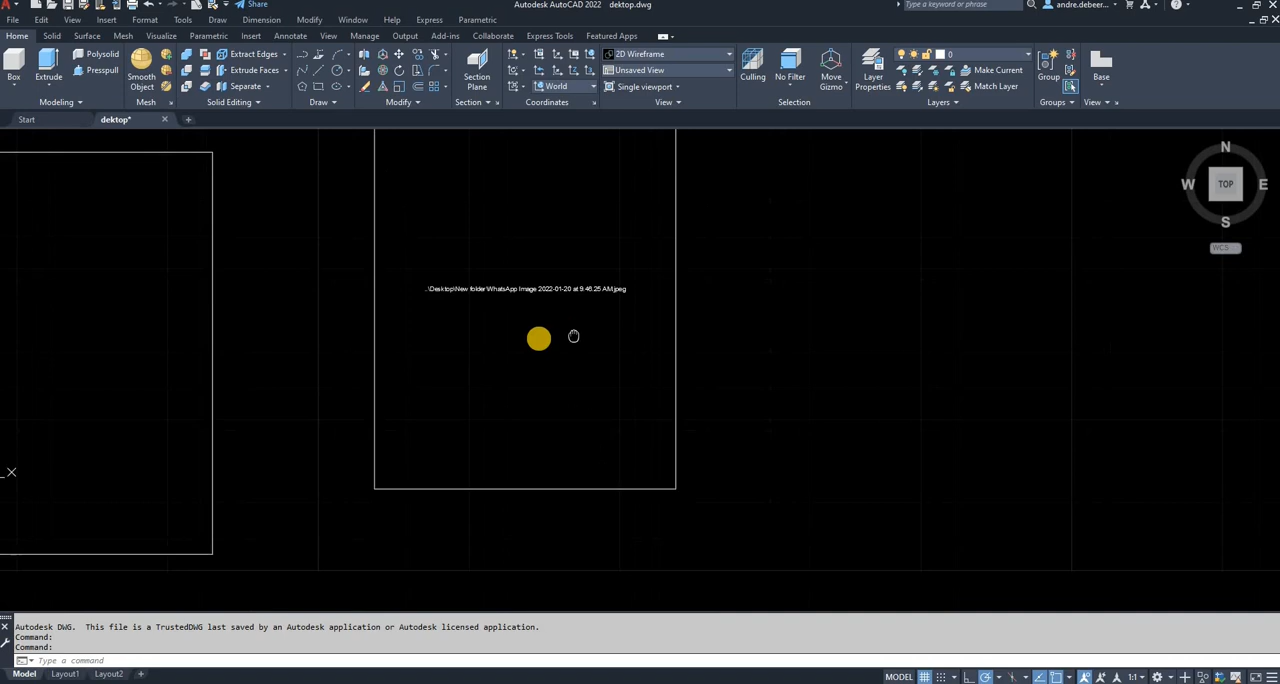 Share
Autodesk AutoCAD 2022 dektop.dwg
Type a keyword or phrase
andre.debeer...
File Edit View Insert Format Tools Draw Dimension Modify Window Help Express Parametric
Home Solid Surface Mesh Visualize Parametric Insert Annotate View Manage Output Add-ins Collaborate Express Tools Featured Apps
Polysolid Extract Edges 2D Wireframe 0
Box Extrude Presspull Smooth Object Extrude Faces Section Plane Unsaved View Culling No Filter Move Gizmo Layer Properties Make Current Group Base
Separate World Single viewport Match Layer
Modeling Mesh Solid Editing Draw Modify Section Coordinates View Selection Layers Groups View
Start dektop*
N
W TOP E
S
WCS
..\Desktop\New folder\WhatsApp Image 2022-01-20 at 9.46.25 AM.jpeg
X
Autodesk DWG. This file is a TrustedDWG last saved by an Autodesk application or Autodesk licensed application.
Command:
Command:
Type a command
Model Layout1 Layout2 MODEL 1:1